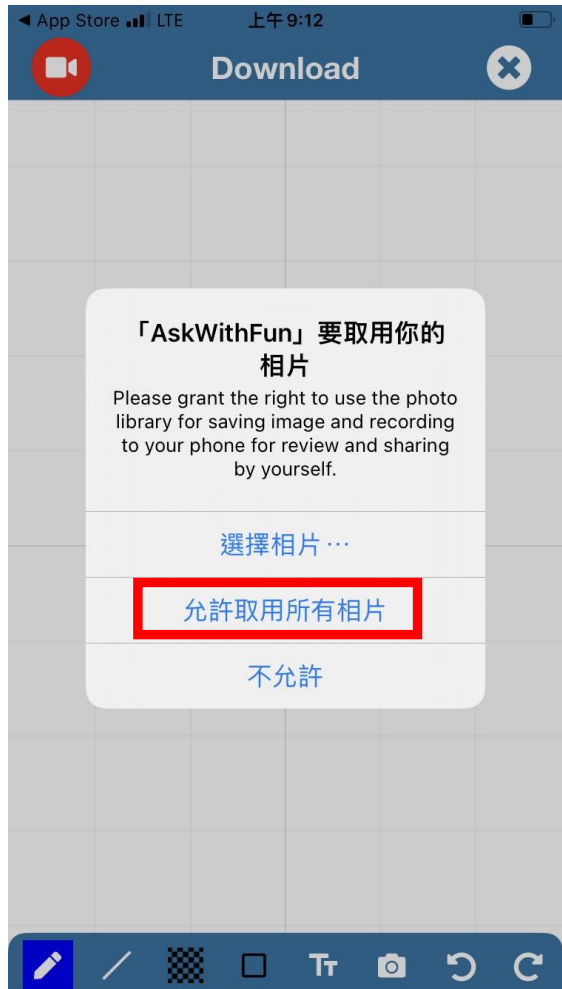 ◀ App Store LTE 上午 9:12
Download
「AskWithFun」要取用你的
相片
Please grant the right to use the photo
library for saving image and recording
to your phone for review and sharing
by yourself.
選擇相片…
允許取用所有相片
不允許
TT